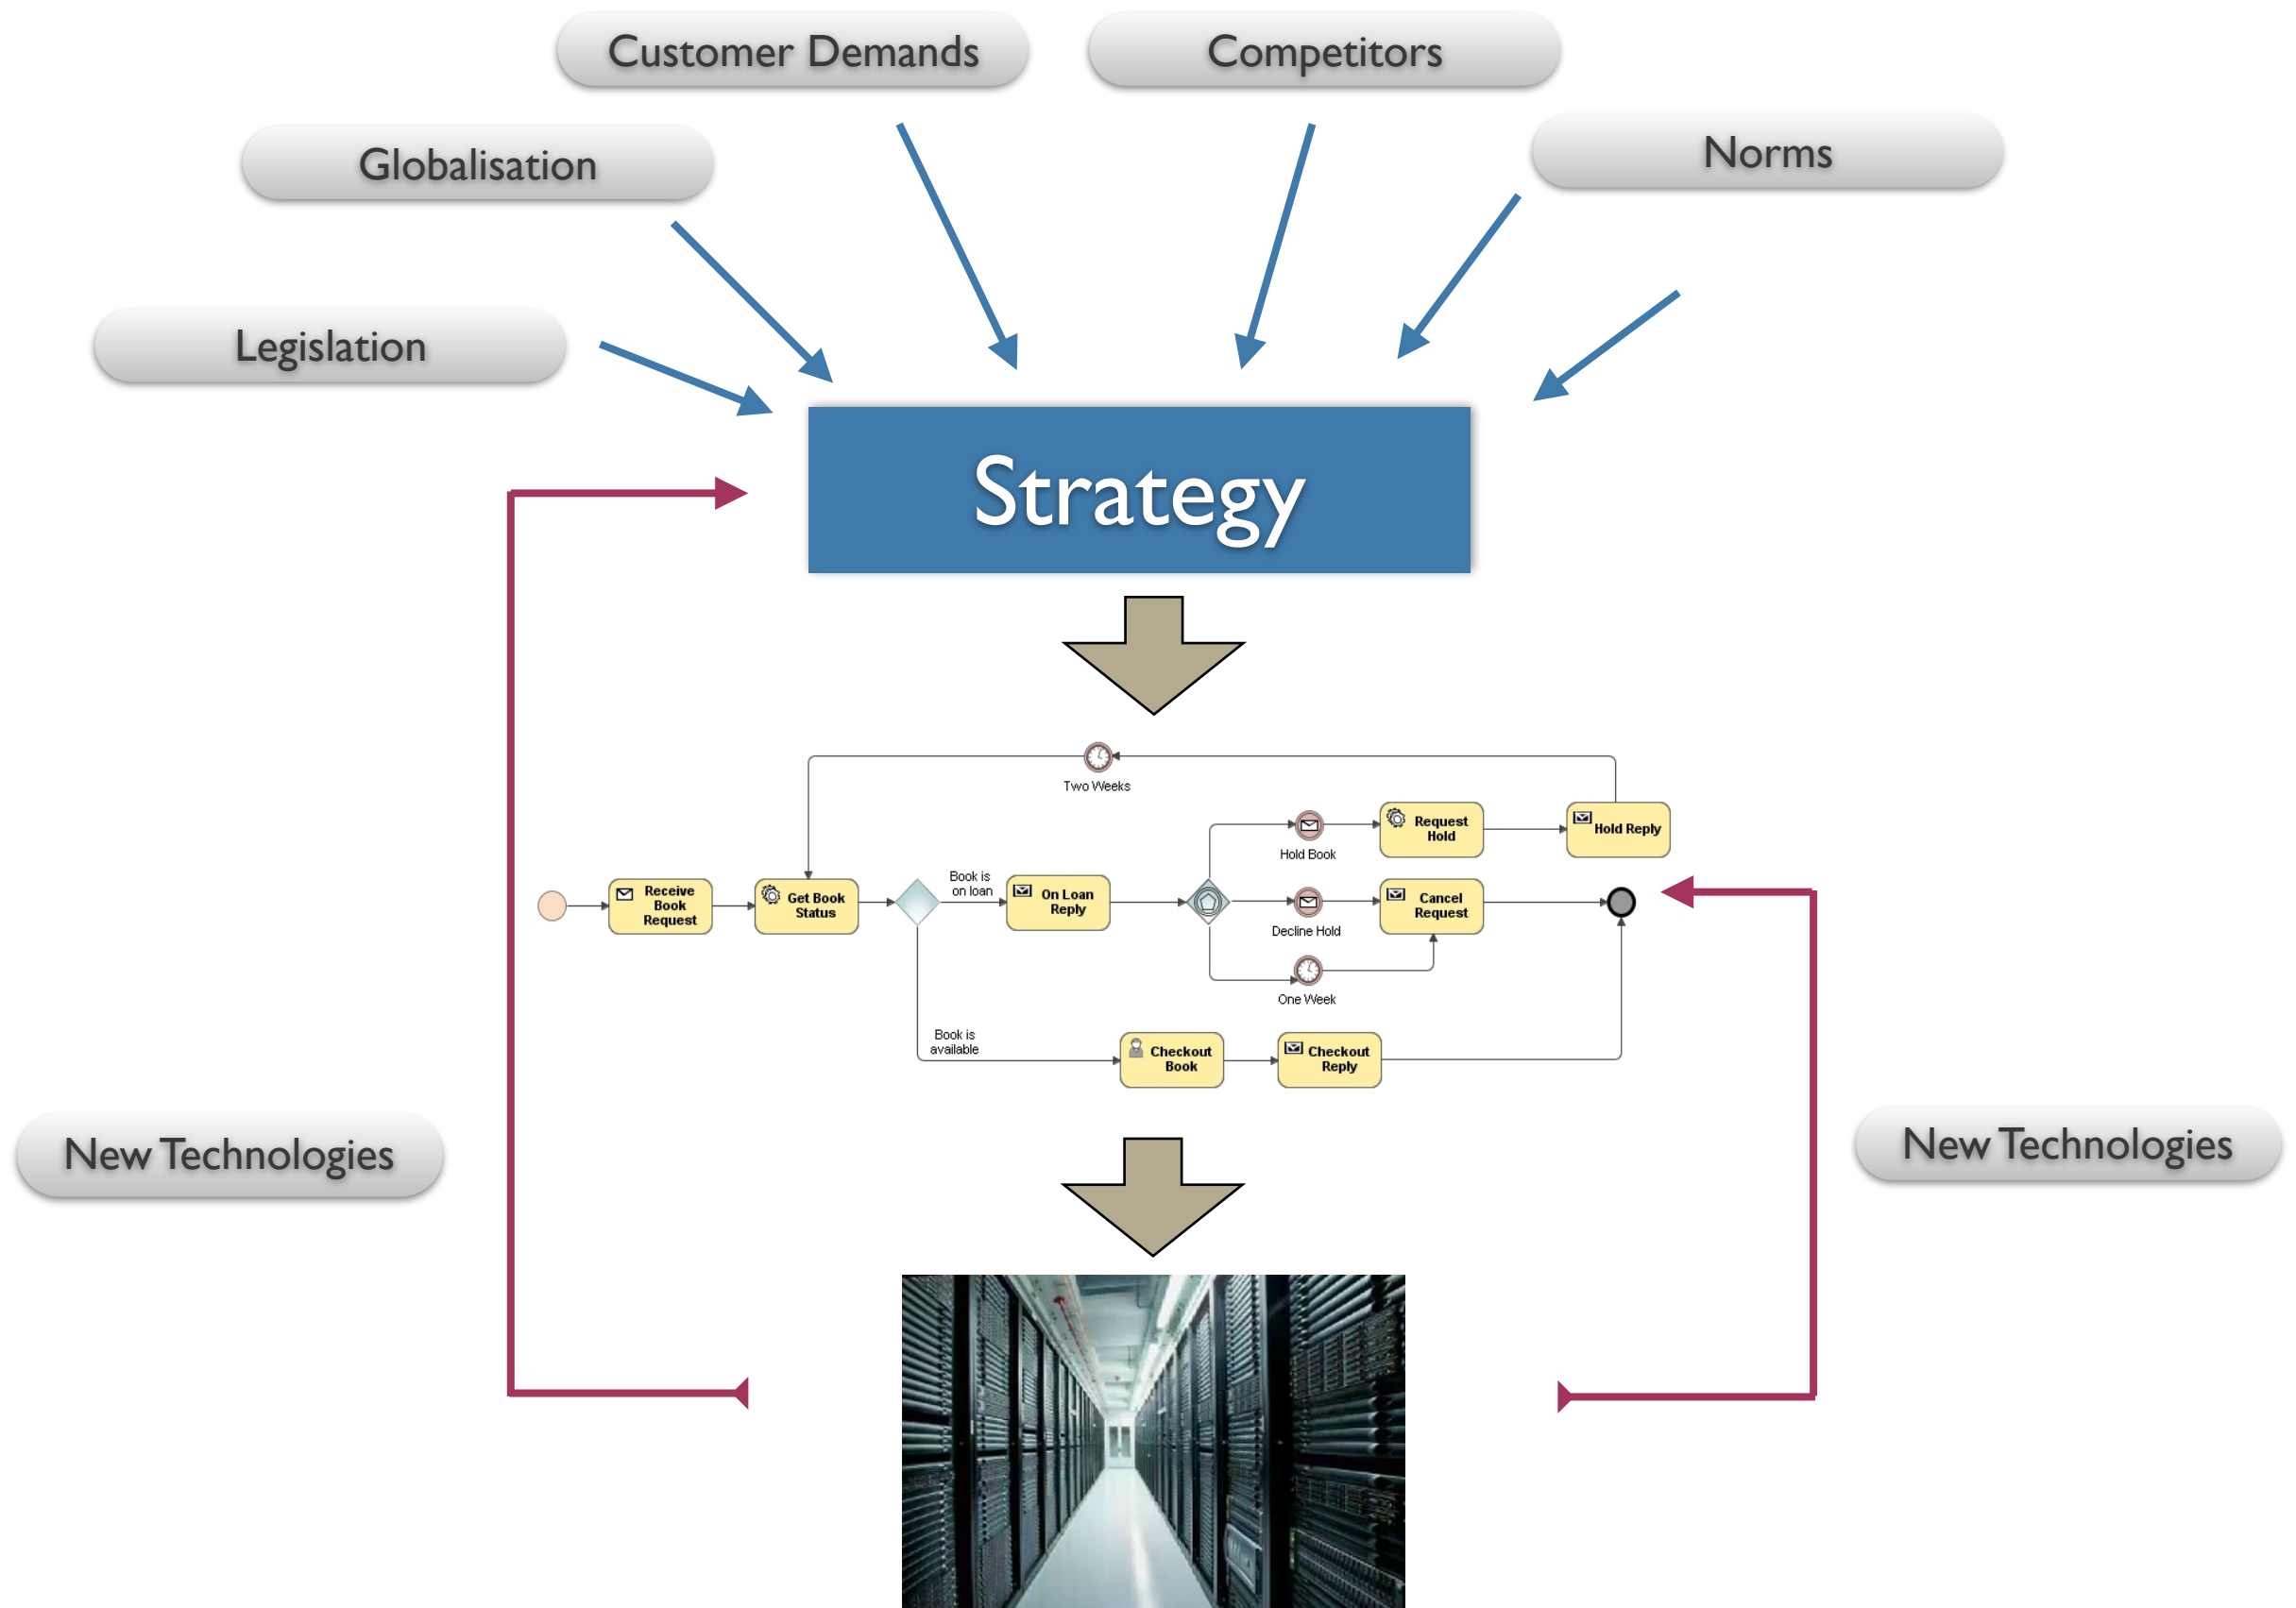 Customer Demands
Competitors
Globalisation
Norms
Legislation
Strategy
Two Weeks
Request
Hold
Hold Reply
Hold Book
Book is
on loan
Receive
Book
Request
Get Book
Status
On Loan
Reply
Cancel
Request
Decline Hold
One Week
Book is
available
Checkout
Book
Checkout
Reply
New Technologies
New Technologies